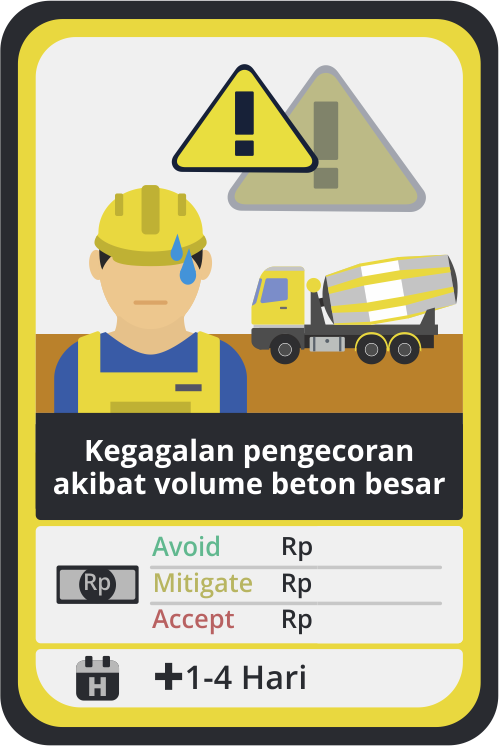 Kegagalan pengecoran
akibat volume beton besar
Rp
Avoid Rp
Mitigate Rp
Accept Rp
H
+1-4 Hari